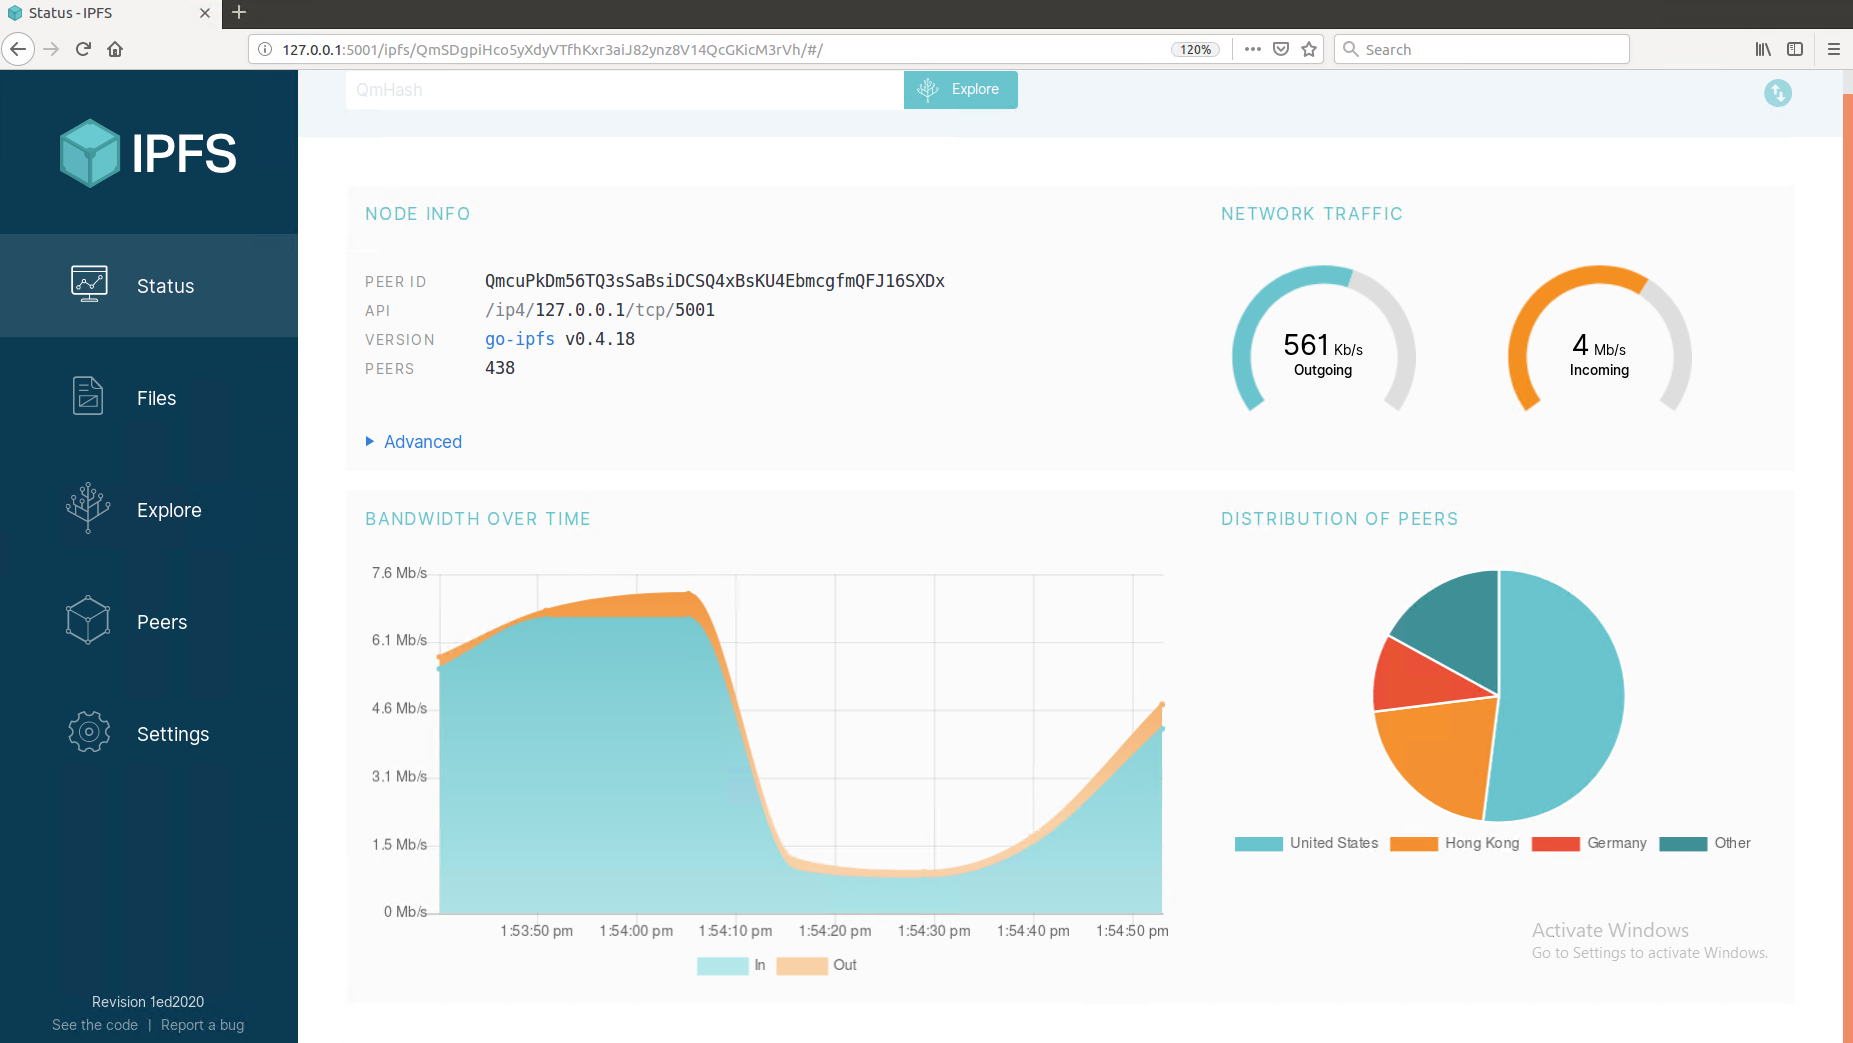 Status - IPFS
127.0.0.1:5001/ipfs/QmSDgpiHco5yXdyVTfhKxr3aiJ82ynz8V14QcGKicM3rVh/#/
120%
Search
QmHash
Explore
IPFS
Status
Files
Explore
Peers
Settings
Revision 1ed2020
See the code | Report a bug
NODE INFO
PEER ID QmcuPkDm56TQ3sSaBsiDCSQ4xBsKU4EbmcgfmQFJ16SXDx
API /ip4/127.0.0.1/tcp/5001
VERSION go-ipfs v0.4.18
PEERS 438
Advanced
NETWORK TRAFFIC
561 Kb/s
Outgoing
4 Mb/s
Incoming
BANDWIDTH OVER TIME
7.6 Mb/s
6.1 Mb/s
4.6 Mb/s
3.1 Mb/s
1.5 Mb/s
0 Mb/s
1:53:50 pm 1:54:00 pm 1:54:10 pm 1:54:20 pm 1:54:30 pm 1:54:40 pm 1:54:50 pm
In Out
DISTRIBUTION OF PEERS
United States Hong Kong Germany Other
Activate Windows
Go to Settings to activate Windows.